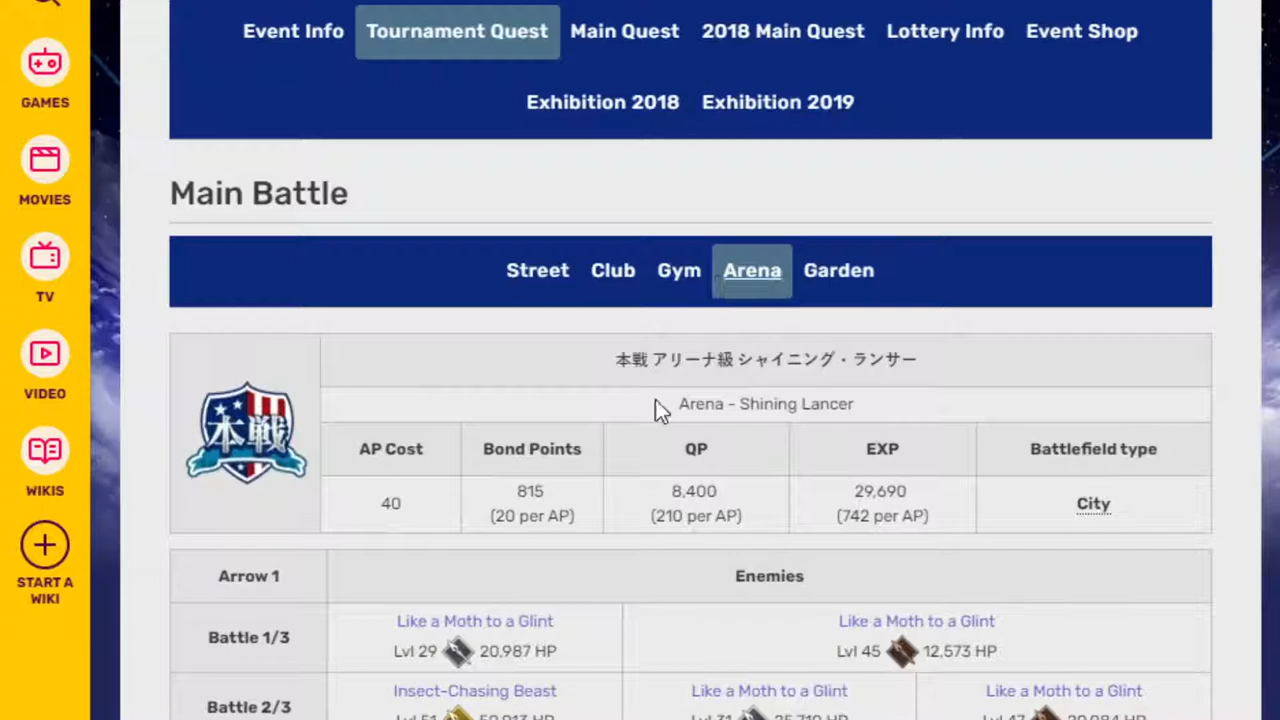 Event Info Tournament Quest Main Quest 2018 Main Quest Lottery Info Event Shop
Exhibition 2018 Exhibition 2019
GAMES
MOVIES
TV
VIDEO
WIKIS
START A
WIKI
Main Battle
Street Club Gym Arena Garden
本戦
本戦 アリーナ級 シャイニング・ランサー
Arena - Shining Lancer
AP Cost Bond Points QP EXP Battlefield type
40 815 (20 per AP) 8,400 (210 per AP) 29,690 (742 per AP) City
Arrow 1 Enemies
Battle 1/3 Like a Moth to a Glint Like a Moth to a Glint
Lvl 29 20,987 HP Lvl 45 12,573 HP
Battle 2/3 Insect-Chasing Beast Like a Moth to a Glint Like a Moth to a Glint
Lvl 51 Lvl 31 Lvl 47